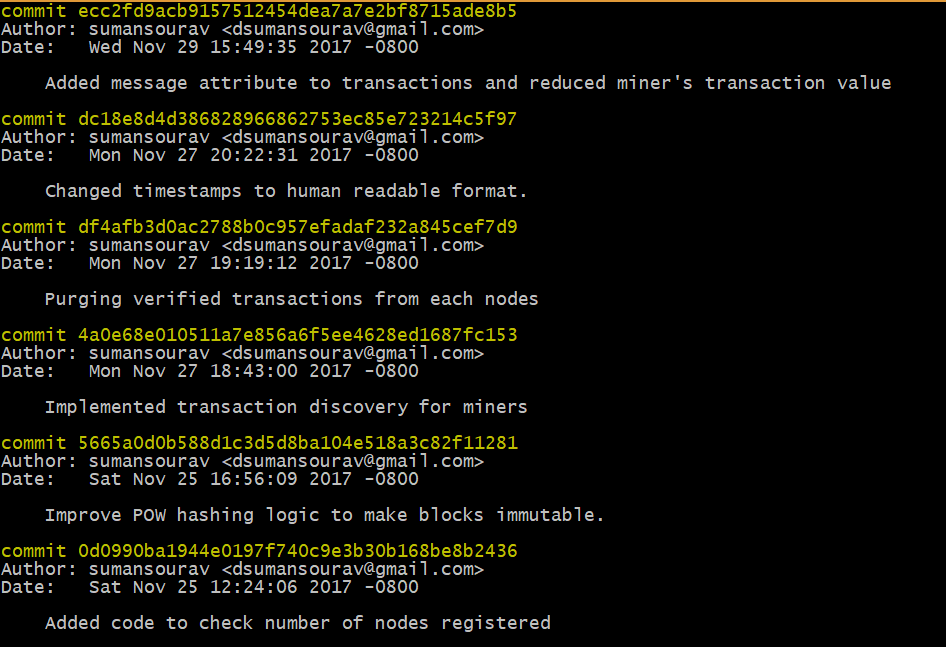 commit ecc2fd9acb9157512454dea7a7e2bf8715ade8b5
Author: sumansourav <dsumansourav@gmail.com>
Date:   Wed Nov 29 15:49:35 2017 -0800
    Added message attribute to transactions and reduced miner's transaction value
commit dc18e8d4d386828966862753ec85e723214c5f97
Author: sumansourav <dsumansourav@gmail.com>
Date:   Mon Nov 27 20:22:31 2017 -0800
    Changed timestamps to human readable format.
commit df4afb3d0ac2788b0c957efadaf232a845cef7d9
Author: sumansourav <dsumansourav@gmail.com>
Date:   Mon Nov 27 19:19:12 2017 -0800
    Purging verified transactions from each nodes
commit 4a0e68e010511a7e856a6f5ee4628ed1687fc153
Author: sumansourav <dsumansourav@gmail.com>
Date:   Mon Nov 27 18:43:00 2017 -0800
    Implemented transaction discovery for miners
commit 5665a0d0b588d1c3d5d8ba104e518a3c82f11281
Author: sumansourav <dsumansourav@gmail.com>
Date:   Sat Nov 25 16:56:09 2017 -0800
    Improve POW hashing logic to make blocks immutable.
commit 0d0990ba1944e0197f740c9e3b30b168be8b2436
Author: sumansourav <dsumansourav@gmail.com>
Date:   Sat Nov 25 12:24:06 2017 -0800
    Added code to check number of nodes registered